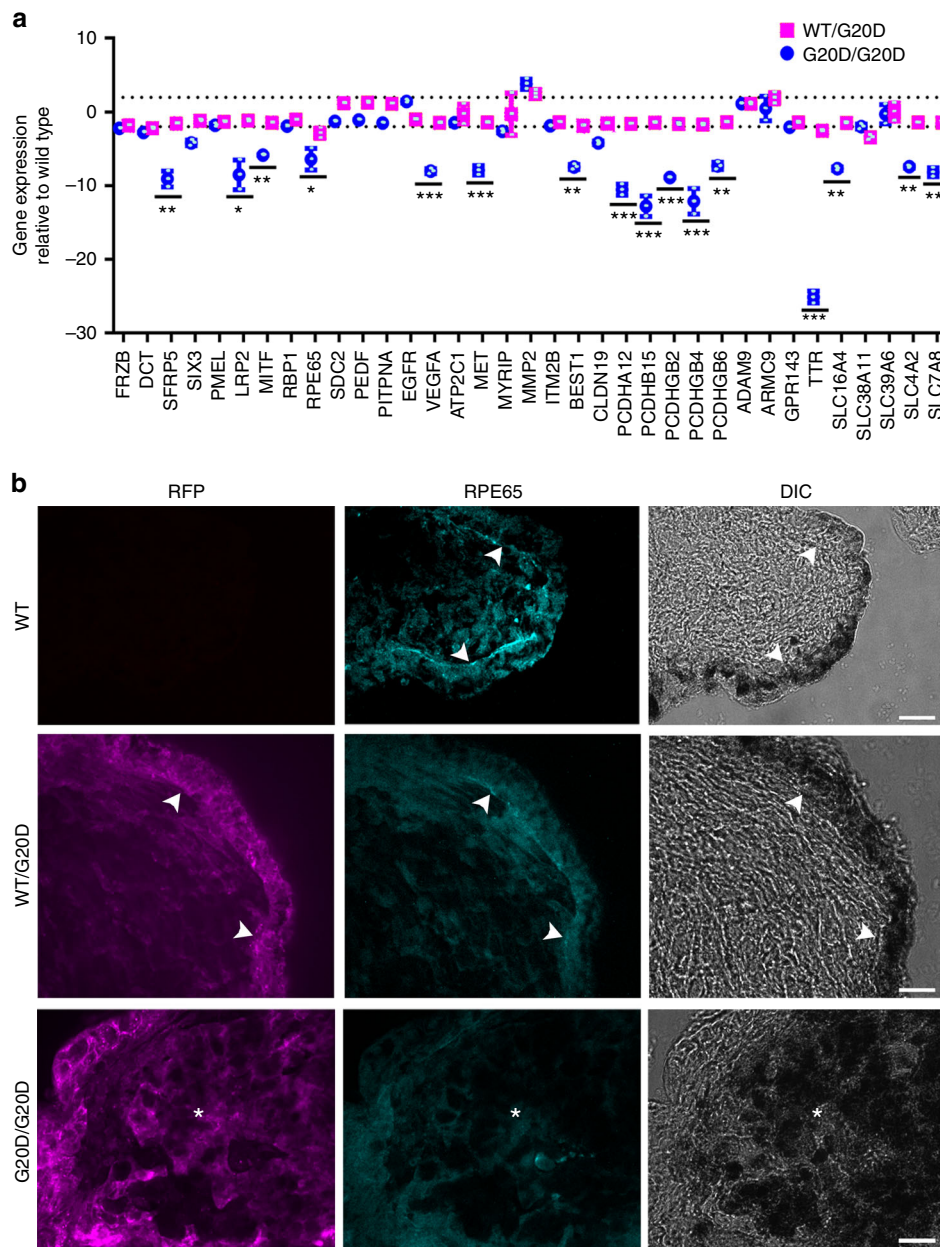 a
WT/G20D
G20D/G20D
Gene expression
relative to wild type
10
0
−10
−20
−30
**
*
**
*
***
***
**
***
***
***
***
**
***
**
**
**
FRZB
DCT
SFRP5
SIX3
PMEL
LRP2
MITF
RBP1
RPE65
SDC2
PEDF
PITPNA
EGFR
VEGFA
ATP2C1
MET
MYRIP
MMP2
ITM2B
BEST1
CLDN19
PCDHA12
PCDHB15
PCDHGB2
PCDHGB4
PCDHGB6
ADAM9
ARMC9
GPR143
TTR
SLC16A4
SLC38A11
SLC39A6
SLC4A2
SLC7A8
b
RFP
RPE65
DIC
WT
WT/G20D
G20D/G20D
*
*
*